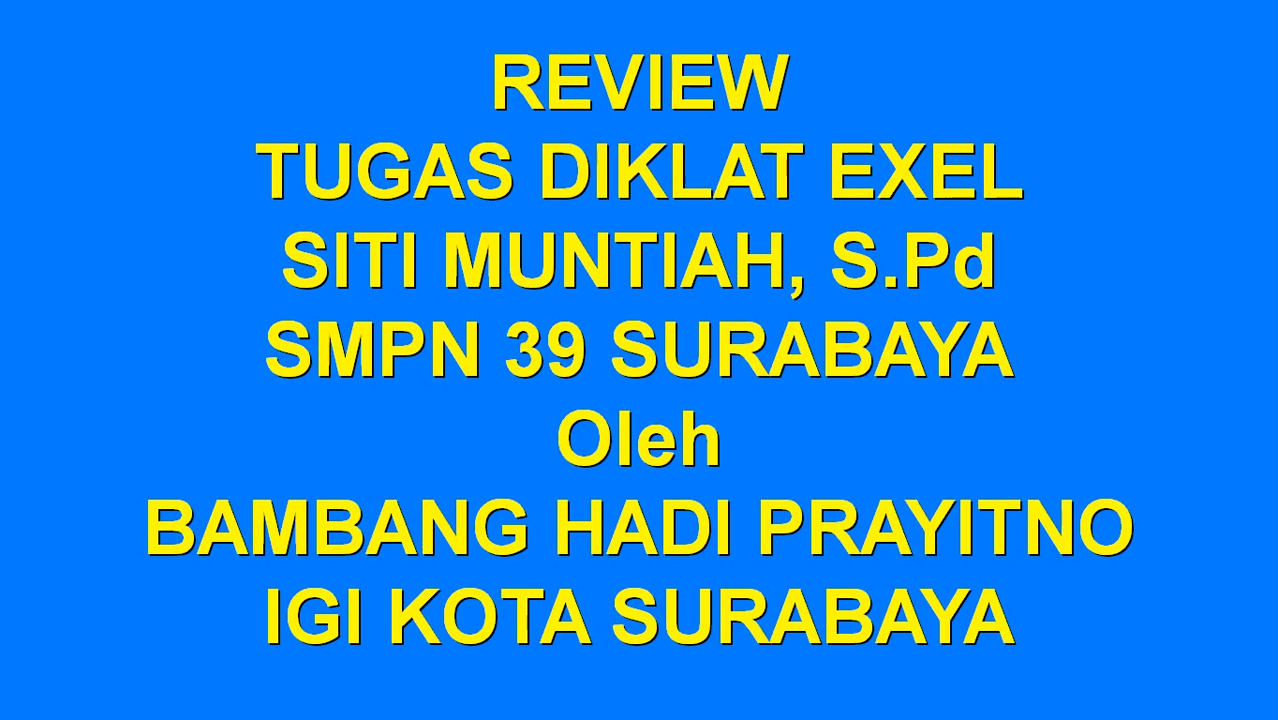 REVIEW
TUGAS DIKLAT EXEL
SITI MUNTIAH, S.Pd
SMPN 39 SURABAYA
Oleh
BAMBANG HADI PRAYITNO
IGI KOTA SURABAYA